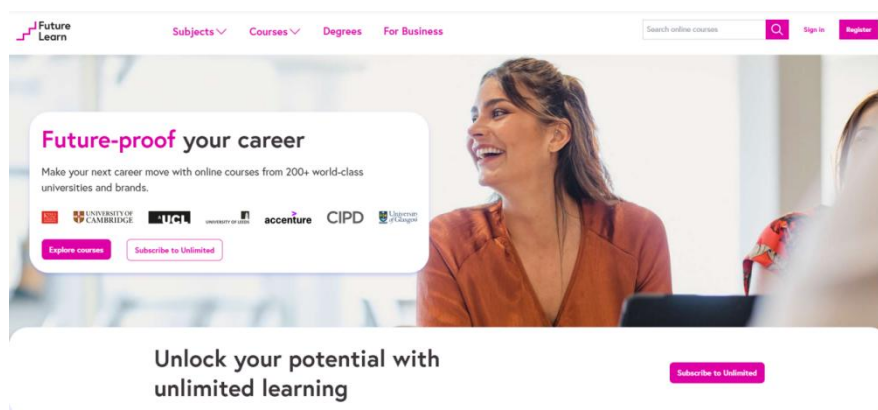 Future
Learn
Subjects
Courses
Degrees
For Business
Search online courses
Sign in
Register
Future-proof your career
Make your next career move with online courses from 200+ world-class
universities and brands.
UNIVERSITY OF
CAMBRIDGE
UCL
UNIVERSITY OF LEEDS
accenture
CIPD
University
of Glasgow
Explore courses
Subscribe to Unlimited
Unlock your potential with
unlimited learning
Subscribe to Unlimited